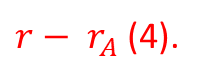 r − r_A (4).